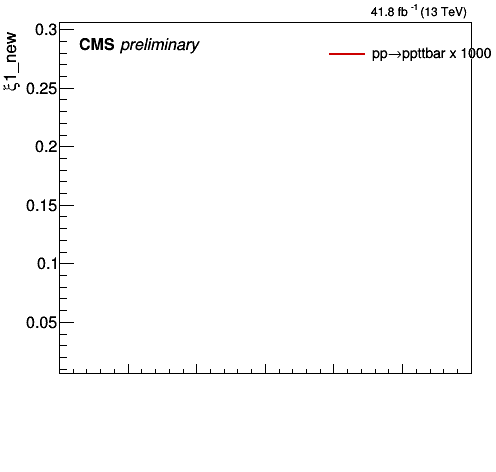 41.8 fb⁻¹ (13 TeV)
CMS preliminary
pp→ppttbar x 1000
ξ1_new
0.3
0.25
0.2
0.15
0.1
0.05